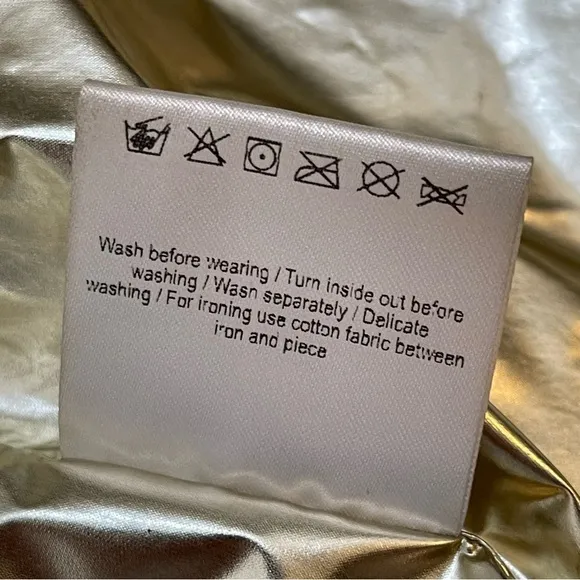 Wash before wearing / Turn inside out before
washing / Wasn separately / Delicate
washing / For ironing use cotton fabric between
iron and piece